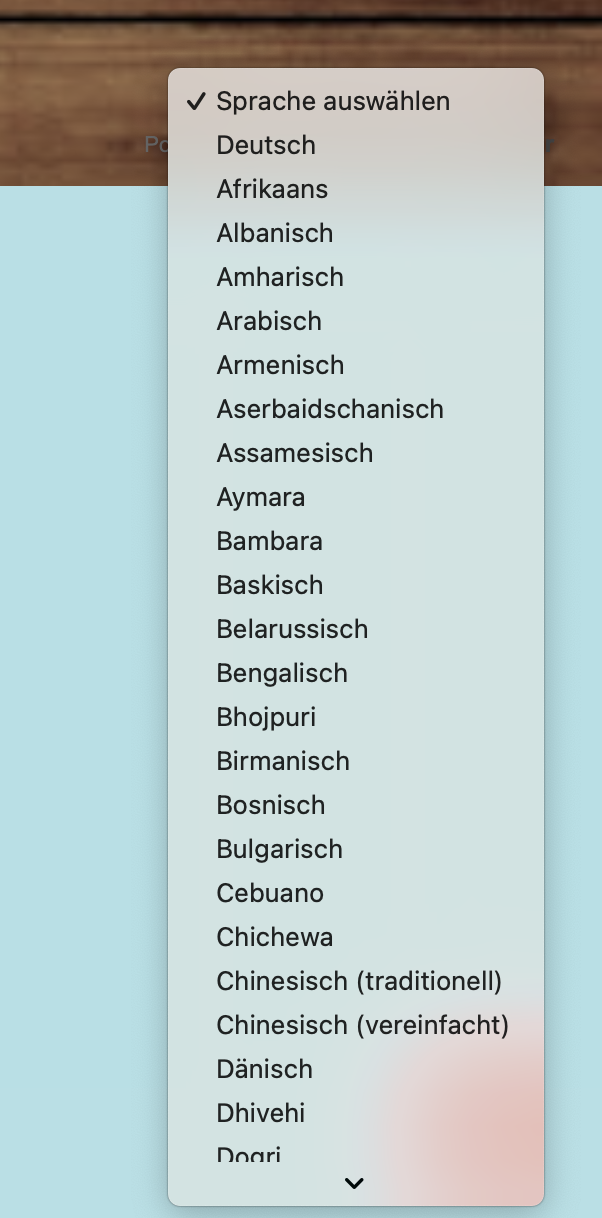 Sprache auswählen
Deutsch
Afrikaans
Albanisch
Amharisch
Arabisch
Armenisch
Aserbaidschanisch
Assamesisch
Aymara
Bambara
Baskisch
Belarussisch
Bengalisch
Bhojpuri
Birmanisch
Bosnisch
Bulgarisch
Cebuano
Chichewa
Chinesisch (traditionell)
Chinesisch (vereinfacht)
Dänisch
Dhivehi
Dogri